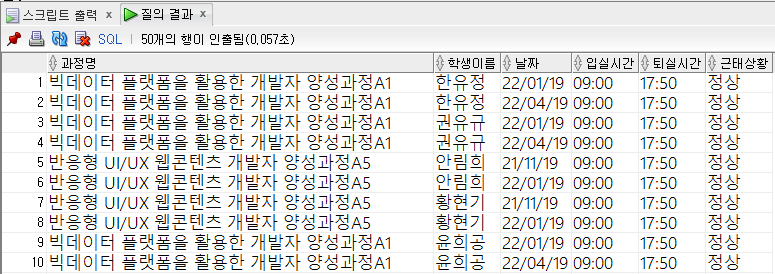 스크립트 출력 × 질의 결과 ×
SQL | 50개의 행이 인출됨(0,057초)
과정명 학생이름 날짜 입실시간 퇴실시간 근태상황
1 빅데이터 플랫폼을 활용한 개발자 양성과정A1 한유정 22/01/19 09:00 17:50 정상
2 빅데이터 플랫폼을 활용한 개발자 양성과정A1 한유정 22/04/19 09:00 17:50 정상
3 빅데이터 플랫폼을 활용한 개발자 양성과정A1 권유규 22/01/19 09:00 17:50 정상
4 빅데이터 플랫폼을 활용한 개발자 양성과정A1 권유규 22/04/19 09:00 17:50 정상
5 반응형 UI/UX 웹콘텐츠 개발자 양성과정A5 안림희 21/11/19 09:00 17:50 정상
6 반응형 UI/UX 웹콘텐츠 개발자 양성과정A5 안림희 22/01/19 09:00 17:50 정상
7 반응형 UI/UX 웹콘텐츠 개발자 양성과정A5 황현기 21/11/19 09:00 17:50 정상
8 반응형 UI/UX 웹콘텐츠 개발자 양성과정A5 황현기 22/01/19 09:00 17:50 정상
9 빅데이터 플랫폼을 활용한 개발자 양성과정A1 윤희공 22/01/19 09:00 17:50 정상
10 빅데이터 플랫폼을 활용한 개발자 양성과정A1 윤희공 22/04/19 09:00 17:50 정상